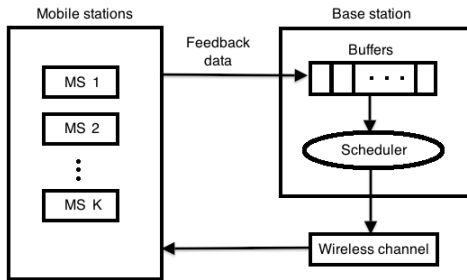 Mobile stations
Base station
Feedback
data
Buffers
MS 1
MS 2
MS K
Scheduler
Wireless channel